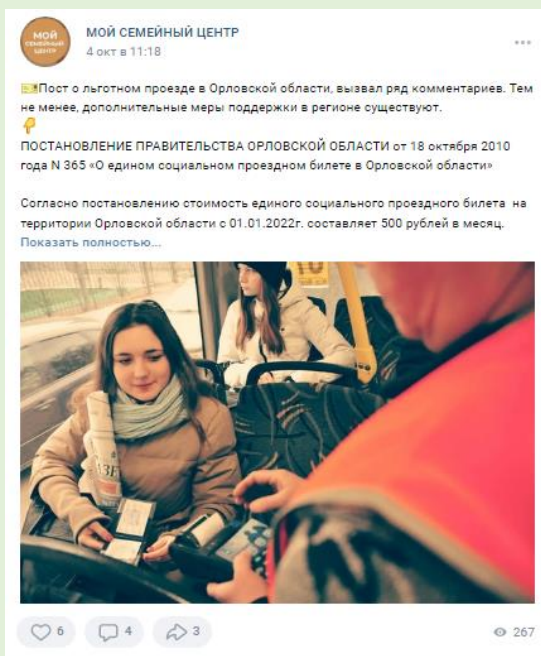 МОЙ
СЕМЕЙНЫЙ
ЦЕНТР
МОЙ СЕМЕЙНЫЙ ЦЕНТР
4 окт в 11:18
Пост о льготном проезде в Орловской области, вызвал ряд комментариев. Тем
не менее, дополнительные меры поддержки в регионе существуют.
ПОСТАНОВЛЕНИЕ ПРАВИТЕЛЬСТВА ОРЛОВСКОЙ ОБЛАСТИ от 18 октября 2010
года N 365 «О едином социальном проездном билете в Орловской области»
Согласно постановлению стоимость единого социального проездного билета на
территории Орловской области с 01.01.2022г. составляет 500 рублей в месяц.
Показать полностью...
6
4
3
267